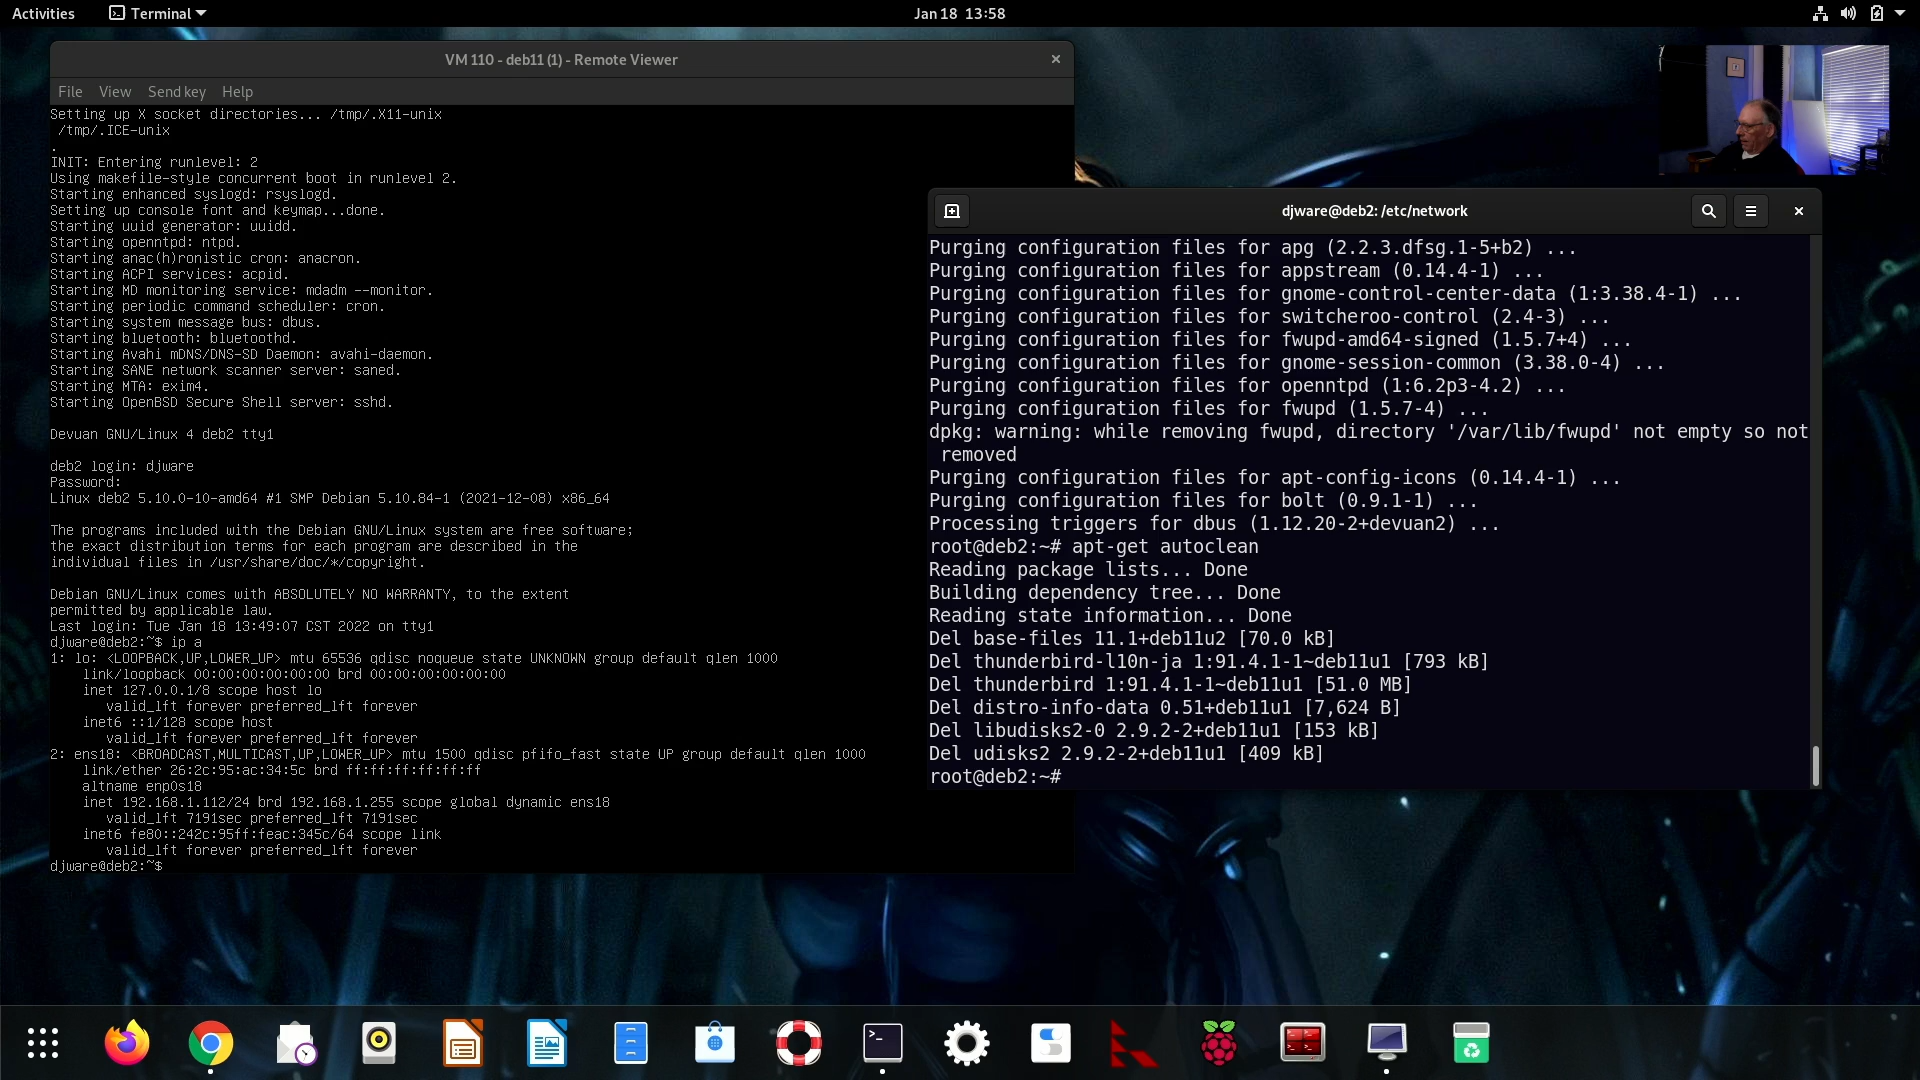 Activities
Terminal
Jan 18 13:58
VM 110 - deb11 (1) - Remote Viewer
File View Send key Help
Setting up X socket directories... /tmp/.X11-unix
/tmp/.ICE-unix
.
INIT: Entering runlevel: 2
Using makefile-style concurrent boot in runlevel 2.
Starting enhanced syslogd: rsyslogd.
Setting up console font and keymap...done.
Starting uuid generator: uuidd.
Starting openntpd: ntpd.
Starting anac(h)ronistic cron: anacron.
Starting ACPI services: acpid.
Starting MD monitoring service: mdadm --monitor.
Starting periodic command scheduler: cron.
Starting system message bus: dbus.
Starting bluetooth: bluetoothd.
Starting Avahi mDNS/DNS-SD Daemon: avahi-daemon.
Starting SANE network scanner server: saned.
Starting MTA: exim4.
Starting OpenBSD Secure Shell server: sshd.
Devuan GNU/Linux 4 deb2 tty1
deb2 login: djware
Password:
Linux deb2 5.10.0-10-amd64 #1 SMP Debian 5.10.84-1 (2021-12-08) x86_64
The programs included with the Debian GNU/Linux system are free software;
the exact distribution terms for each program are described in the
individual files in /usr/share/doc/*/copyright.
Debian GNU/Linux comes with ABSOLUTELY NO WARRANTY, to the extent
permitted by applicable law.
Last login: Tue Jan 18 13:49:07 CST 2022 on tty1
djware@deb2:~$ ip a
1: lo: <LOOPBACK,UP,LOWER_UP> mtu 65536 qdisc noqueue state UNKNOWN group default qlen 1000
link/loopback 00:00:00:00:00:00 brd 00:00:00:00:00:00
inet 127.0.0.1/8 scope host lo
valid_lft forever preferred_lft forever
inet6 ::1/128 scope host
valid_lft forever preferred_lft forever
2: ens18: <BROADCAST,MULTICAST,UP,LOWER_UP> mtu 1500 qdisc pfifo_fast state UP group default qlen 1000
link/ether 26:2c:95:ac:34:5c brd ff:ff:ff:ff:ff:ff
altname enp0s18
inet 192.168.1.112/24 brd 192.168.1.255 scope global dynamic ens18
valid_lft 7191sec preferred_lft 7191sec
inet6 fe80::242c:95ff:feac:345c/64 scope link
valid_lft forever preferred_lft forever
djware@deb2:~$
djware@deb2: /etc/network
Purging configuration files for apg (2.2.3.dfsg.1-5+b2) ...
Purging configuration files for appstream (0.14.4-1) ...
Purging configuration files for gnome-control-center-data (1:3.38.4-1) ...
Purging configuration files for switcheroo-control (2.4-3) ...
Purging configuration files for fwupd-amd64-signed (1.5.7+4) ...
Purging configuration files for gnome-session-common (3.38.0-4) ...
Purging configuration files for openntpd (1:6.2p3-4.2) ...
Purging configuration files for fwupd (1.5.7-4) ...
dpkg: warning: while removing fwupd, directory '/var/lib/fwupd' not empty so not
removed
Purging configuration files for apt-config-icons (0.14.4-1) ...
Purging configuration files for bolt (0.9.1-1) ...
Processing triggers for dbus (1.12.20-2+devuan2) ...
root@deb2:~# apt-get autoclean
Reading package lists... Done
Building dependency tree... Done
Reading state information... Done
Del base-files 11.1+deb11u2 [70.0 kB]
Del thunderbird-l10n-ja 1:91.4.1-1~deb11u1 [793 kB]
Del thunderbird 1:91.4.1-1~deb11u1 [51.0 MB]
Del distro-info-data 0.51+deb11u1 [7,624 B]
Del libudisks2-0 2.9.2-2+deb11u1 [153 kB]
Del udisks2 2.9.2-2+deb11u1 [409 kB]
root@deb2:~#